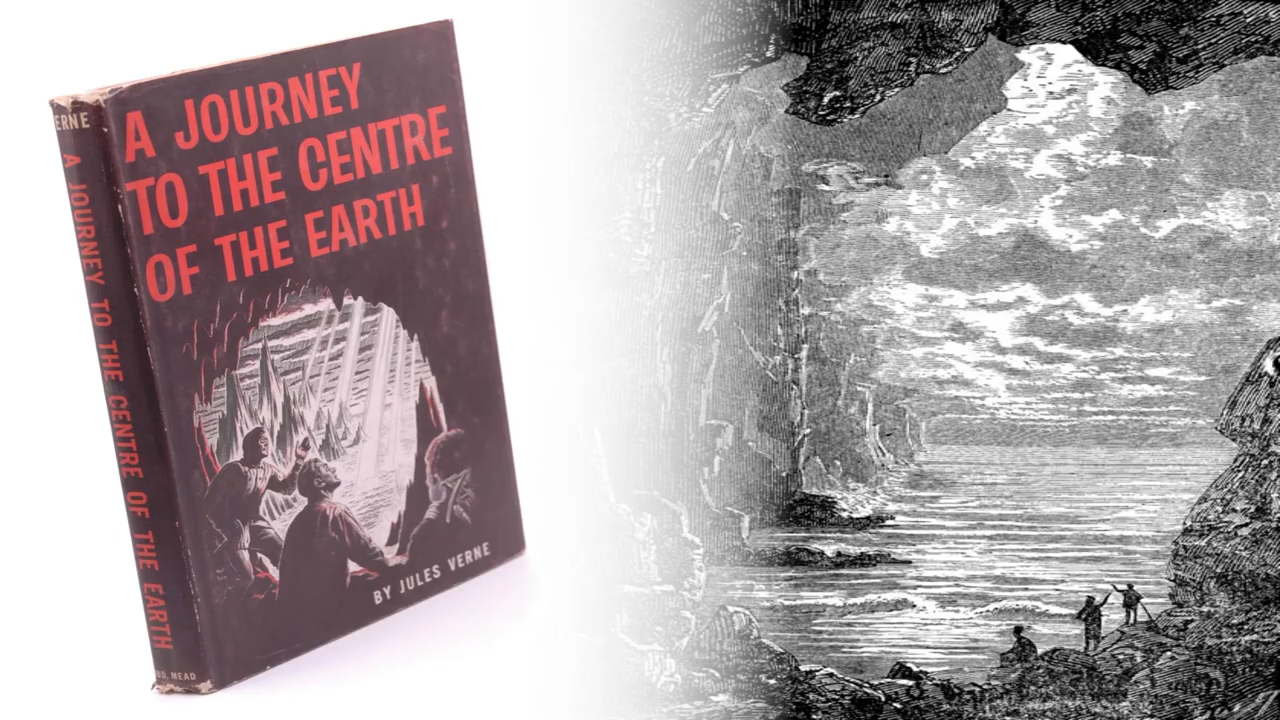 A JOURNEY
TO THE CENTRE
OF THE EARTH
BY JULES VERNE
ERNE
A JOURNEY TO THE CENTRE OF THE EARTH
DD, MEAD